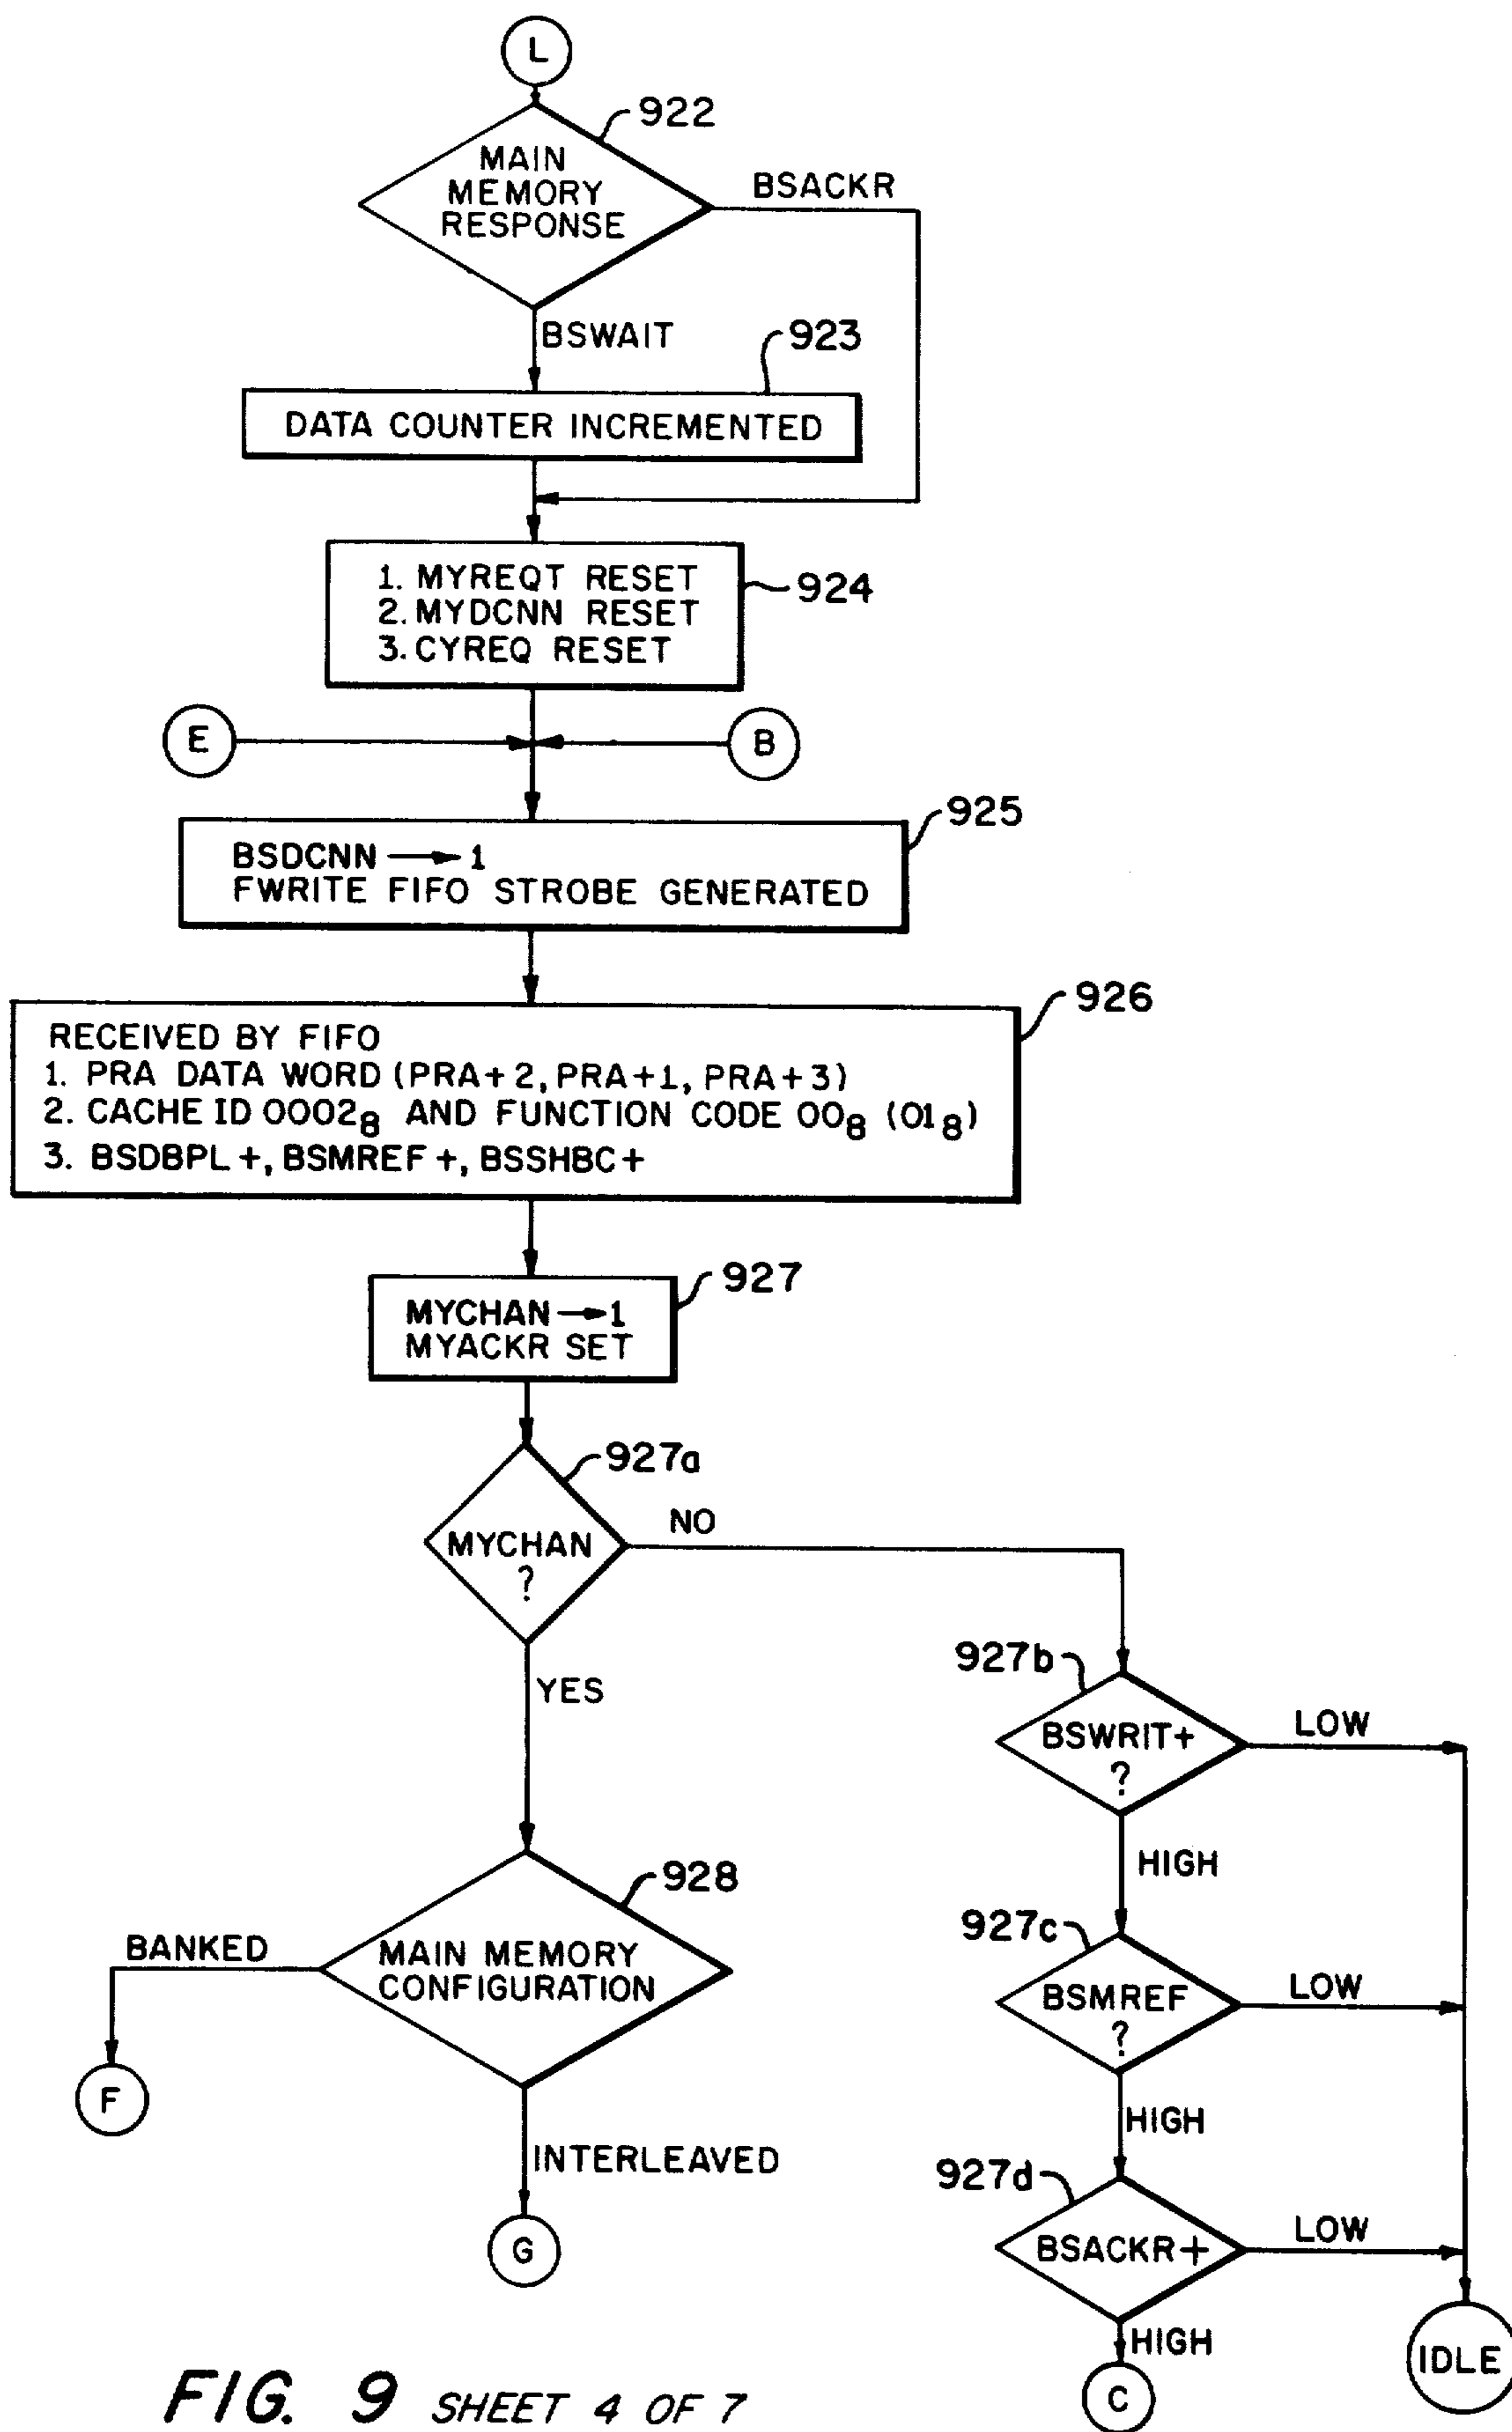 L
922
MAIN
MEMORY
RESPONSE
BSACKR
BSWAIT
923
DATA COUNTER INCREMENTED
1. MYREQT RESET
2. MYDCNN RESET
3. CYREQ RESET
924
E
B
925
BSDCNN → 1
FWRITE FIFO STROBE GENERATED
926
RECEIVED BY FIFO
1. PRA DATA WORD (PRA+2, PRA+1, PRA+3)
2. CACHE ID 0002₈ AND FUNCTION CODE 00₈ (01₈)
3. BSDBPL+, BSMREF+, BSSHBC+
927
MYCHAN → 1
MYACKR SET
927a
MYCHAN
?
NO
YES
927b
BSWRIT+
?
LOW
HIGH
928
MAIN MEMORY
CONFIGURATION
BANKED
F
INTERLEAVED
G
927c
BSMREF
?
LOW
HIGH
927d
BSACKR+
LOW
HIGH
C
IDLE
FIG. 9 SHEET 4 OF 7